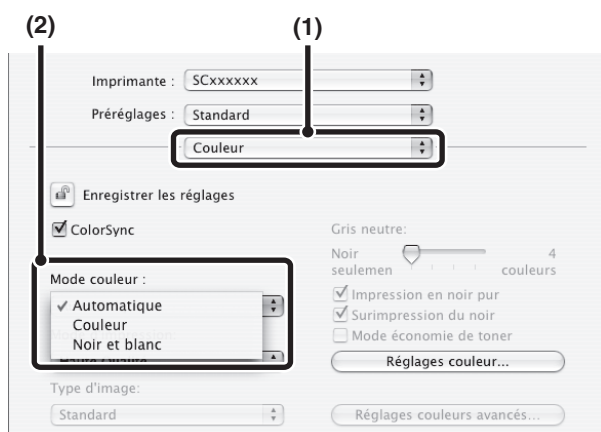 (2)
(1)
Imprimante : SCxxxxxx
Préréglages : Standard
Couleur
Enregistrer les réglages
ColorSync
Gris neutre:
Noir seulemen
4 couleurs
Mode couleur :
Automatique
Couleur
Noir et blanc
Impression en noir pur
Surimpression du noir
Mode économie de toner
Réglages couleur...
Type d'image:
Standard
Réglages couleurs avancés...